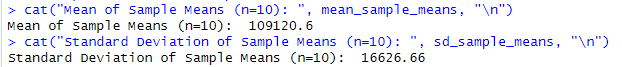 > cat("Mean of Sample Means (n=10): ", mean_sample_means, "\n")
Mean of Sample Means (n=10):  109120.6
> cat("Standard Deviation of Sample Means (n=10): ", sd_sample_means, "\n")
Standard Deviation of Sample Means (n=10):  16626.66